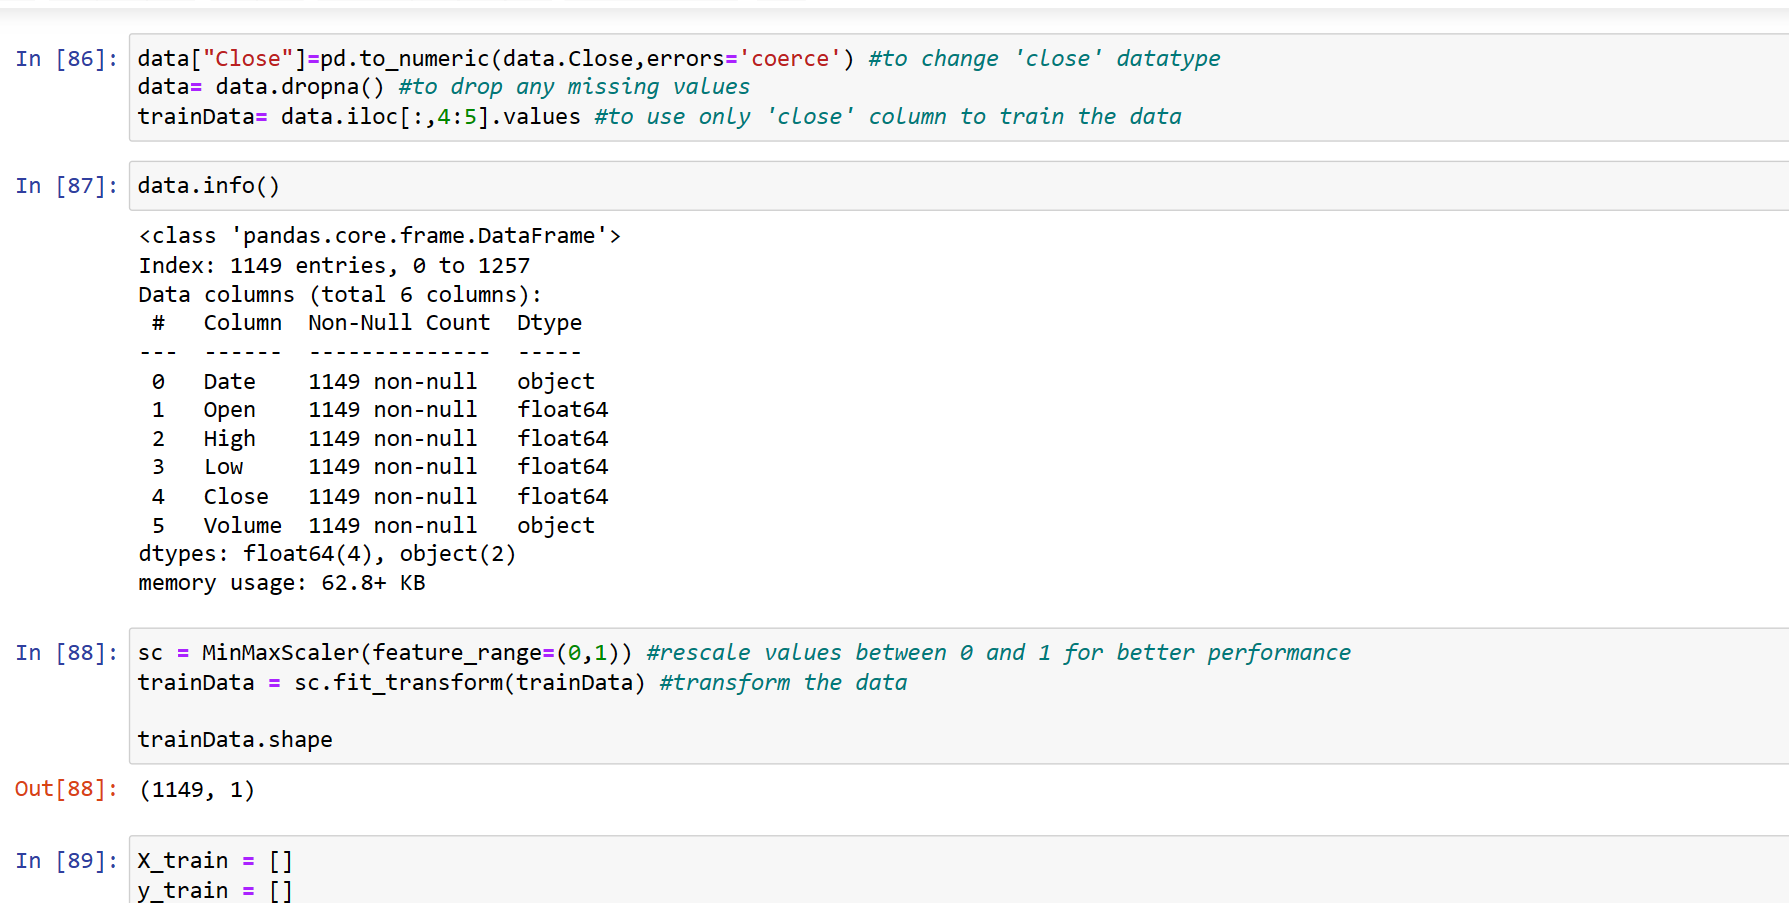 In [86]: data["Close"]=pd.to_numeric(data.Close,errors='coerce') #to change 'close' datatype
data= data.dropna() #to drop any missing values
trainData= data.iloc[:,4:5].values #to use only 'close' column to train the data
In [87]: data.info()
<class 'pandas.core.frame.DataFrame'>
Index: 1149 entries, 0 to 1257
Data columns (total 6 columns):
 #   Column  Non-Null Count  Dtype
---  ------  --------------  -----
 0   Date    1149 non-null   object
 1   Open    1149 non-null   float64
 2   High    1149 non-null   float64
 3   Low     1149 non-null   float64
 4   Close   1149 non-null   float64
 5   Volume  1149 non-null   object
dtypes: float64(4), object(2)
memory usage: 62.8+ KB
In [88]: sc = MinMaxScaler(feature_range=(0,1)) #rescale values between 0 and 1 for better performance
trainData = sc.fit_transform(trainData) #transform the data
trainData.shape
Out[88]: (1149, 1)
In [89]: X_train = []
y_train = []